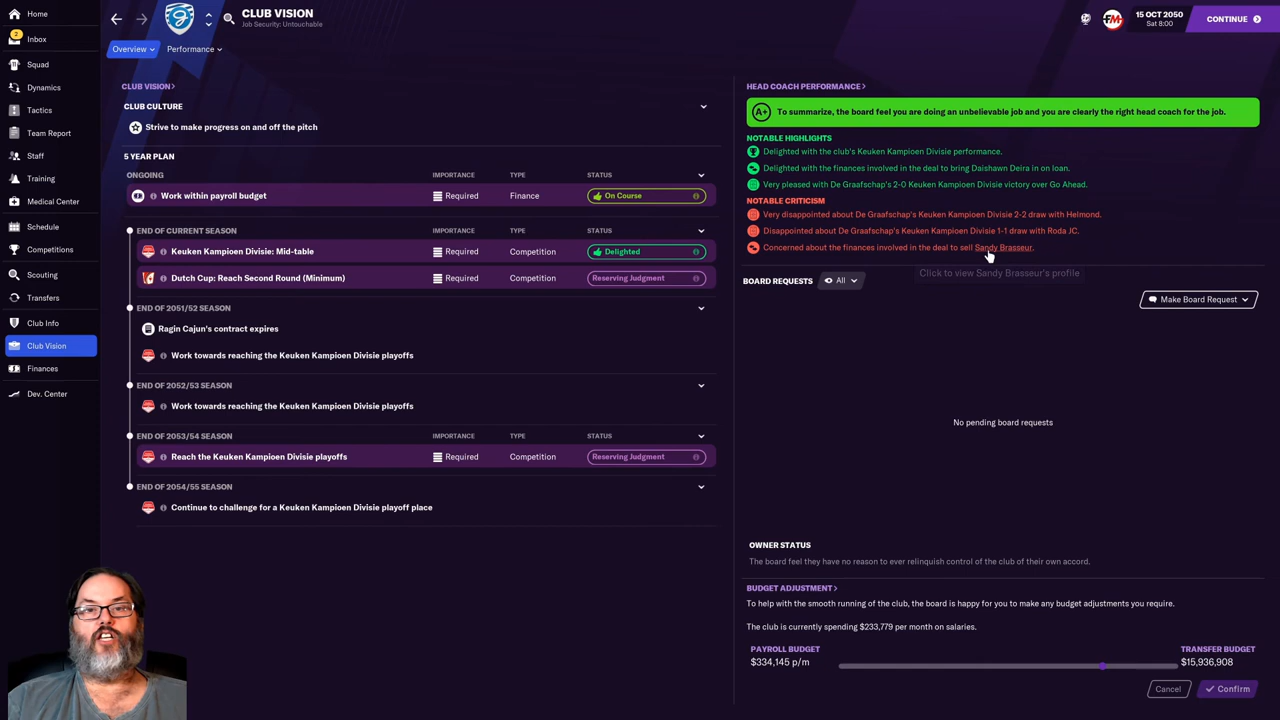 Home
CLUB VISION
Job Security: Untouchable
15 OCT 2050
Sat 8:00
CONTINUE
FM
2
Inbox
Overview
Performance
Squad
Dynamics
Tactics
Team Report
Staff
Training
Medical Center
Schedule
Competitions
Scouting
Transfers
Club Info
Club Vision
Finances
Dev. Center
CLUB VISION
CLUB CULTURE
Strive to make progress on and off the pitch
5 YEAR PLAN
ONGOING IMPORTANCE TYPE STATUS
Work within payroll budget Required Finance On Course
END OF CURRENT SEASON IMPORTANCE TYPE STATUS
Keuken Kampioen Divisie: Mid-table Required Competition Delighted
Dutch Cup: Reach Second Round (Minimum) Required Competition Reserving Judgment
END OF 2051/52 SEASON
Ragin Cajun's contract expires
Work towards reaching the Keuken Kampioen Divisie playoffs
END OF 2052/53 SEASON
Work towards reaching the Keuken Kampioen Divisie playoffs
END OF 2053/54 SEASON IMPORTANCE TYPE STATUS
Reach the Keuken Kampioen Divisie playoffs Required Competition Reserving Judgment
END OF 2054/55 SEASON
Continue to challenge for a Keuken Kampioen Divisie playoff place
HEAD COACH PERFORMANCE
A+ To summarize, the board feel you are doing an unbelievable job and you are clearly the right head coach for the job.
NOTABLE HIGHLIGHTS
Delighted with the club's Keuken Kampioen Divisie performance.
Delighted with the finances involved in the deal to bring Daishawn Deira in on loan.
Very pleased with De Graafschap's 2-0 Keuken Kampioen Divisie victory over Go Ahead.
NOTABLE CRITICISM
Very disappointed about De Graafschap's Keuken Kampioen Divisie 2-2 draw with Helmond.
Disappointed about De Graafschap's Keuken Kampioen Divisie 1-1 draw with Roda JC.
Concerned about the finances involved in the deal to sell Sandy Brasseur.
Click to view Sandy Brasseur's profile
BOARD REQUESTS All
Make Board Request
No pending board requests
OWNER STATUS
The board feel they have no reason to ever relinquish control of the club of their own accord.
BUDGET ADJUSTMENT
To help with the smooth running of the club, the board is happy for you to make any budget adjustments you require.
The club is currently spending $233,779 per month on salaries.
PAYROLL BUDGET TRANSFER BUDGET
$334,145 p/m $15,936,908
Cancel Confirm